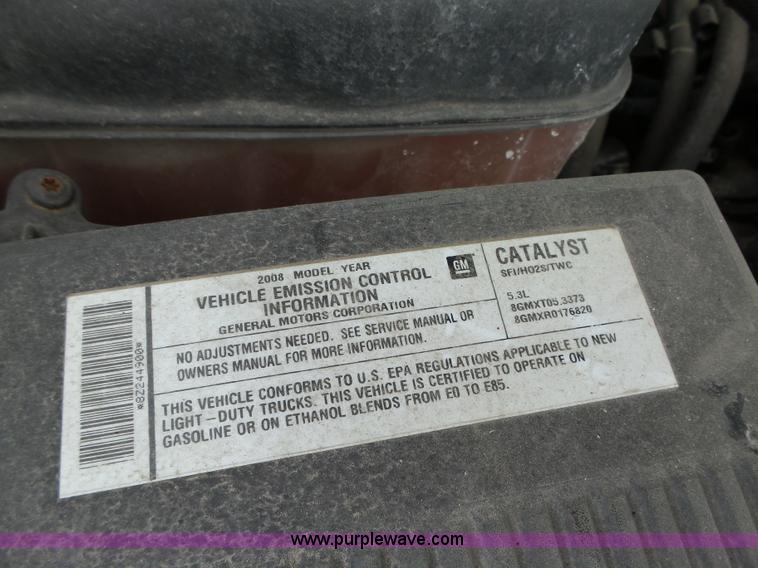 2008 MODEL YEAR
VEHICLE EMISSION CONTROL
INFORMATION
GENERAL MOTORS CORPORATION
GM
CATALYST
SFI/HO2S/TWC
5.3L
8GMXT05.3373
8GMXR0176820
NO ADJUSTMENTS NEEDED. SEE SERVICE MANUAL OR
OWNERS MANUAL FOR MORE INFORMATION.
THIS VEHICLE CONFORMS TO U.S. EPA REGULATIONS APPLICABLE TO NEW
LIGHT-DUTY TRUCKS. THIS VEHICLE IS CERTIFIED TO OPERATE ON
GASOLINE OR ON ETHANOL BLENDS FROM E0 TO E85.
*8Z244900*
www.purplewave.com